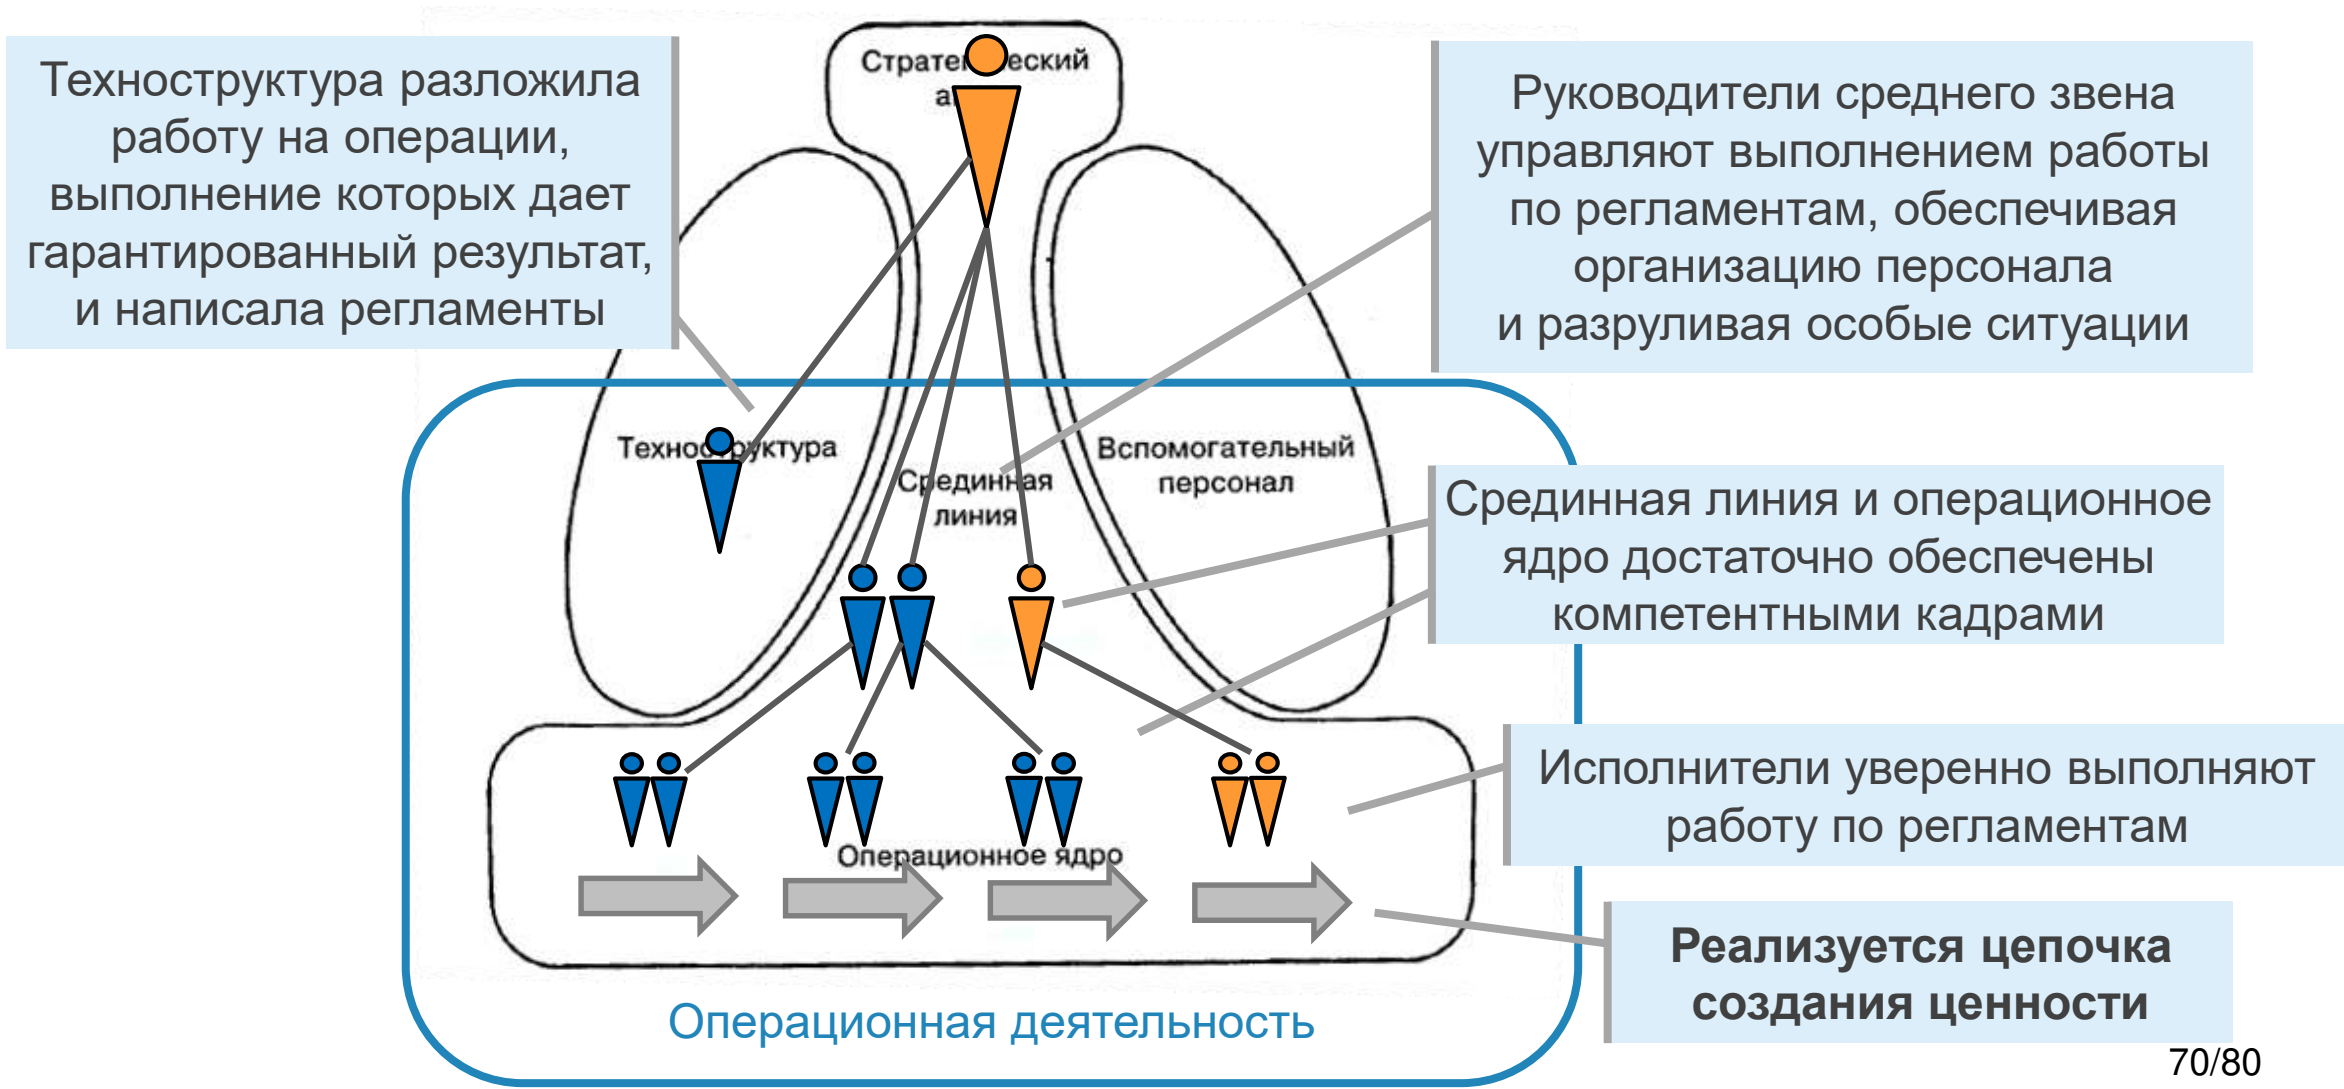 Техноструктура разложила
работу на операции,
выполнение которых дает
гарантированный результат,
и написала регламенты
Руководители среднего звена
управляют выполнением работы
по регламентам, обеспечивая
организацию персонала
и разруливая особые ситуации
Стратегический
Техноструктура
Срединная
линия
Вспомогательный
персонал
Срединная линия и операционное
ядро достаточно обеспечены
компетентными кадрами
Исполнители уверенно выполняют
работу по регламентам
Операционное ядро
Реализуется цепочка
создания ценности
Операционная деятельность
70/80